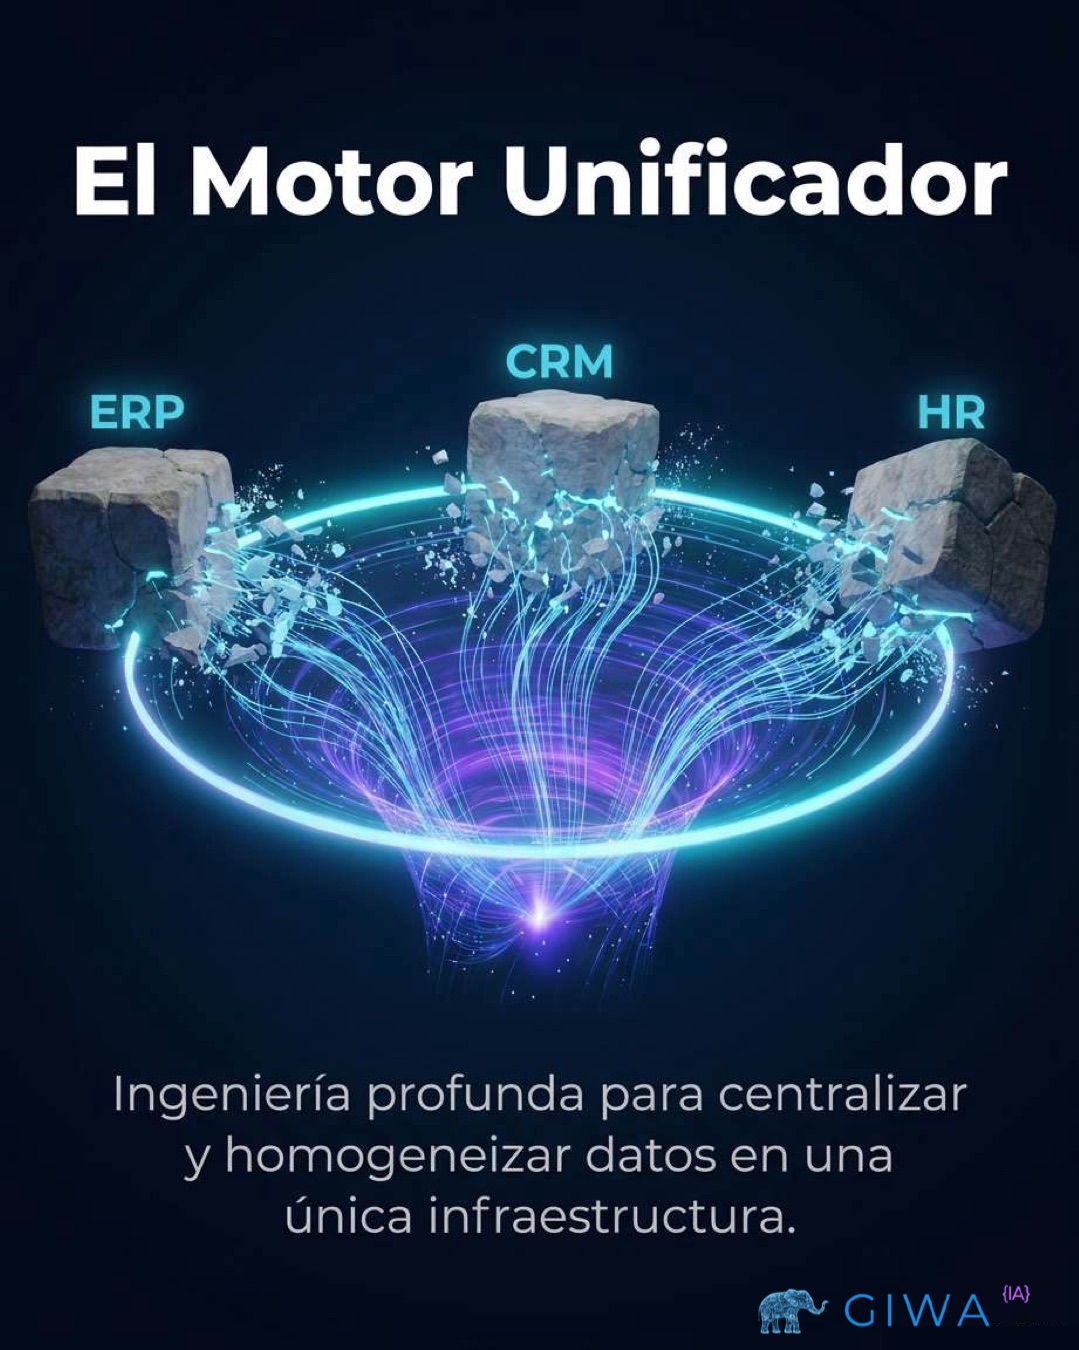 El Motor Unificador
CRM
ERP
HR
Ingeniería profunda para centralizar
y homogeneizar datos en una
única infraestructura.
GIWA {IA}